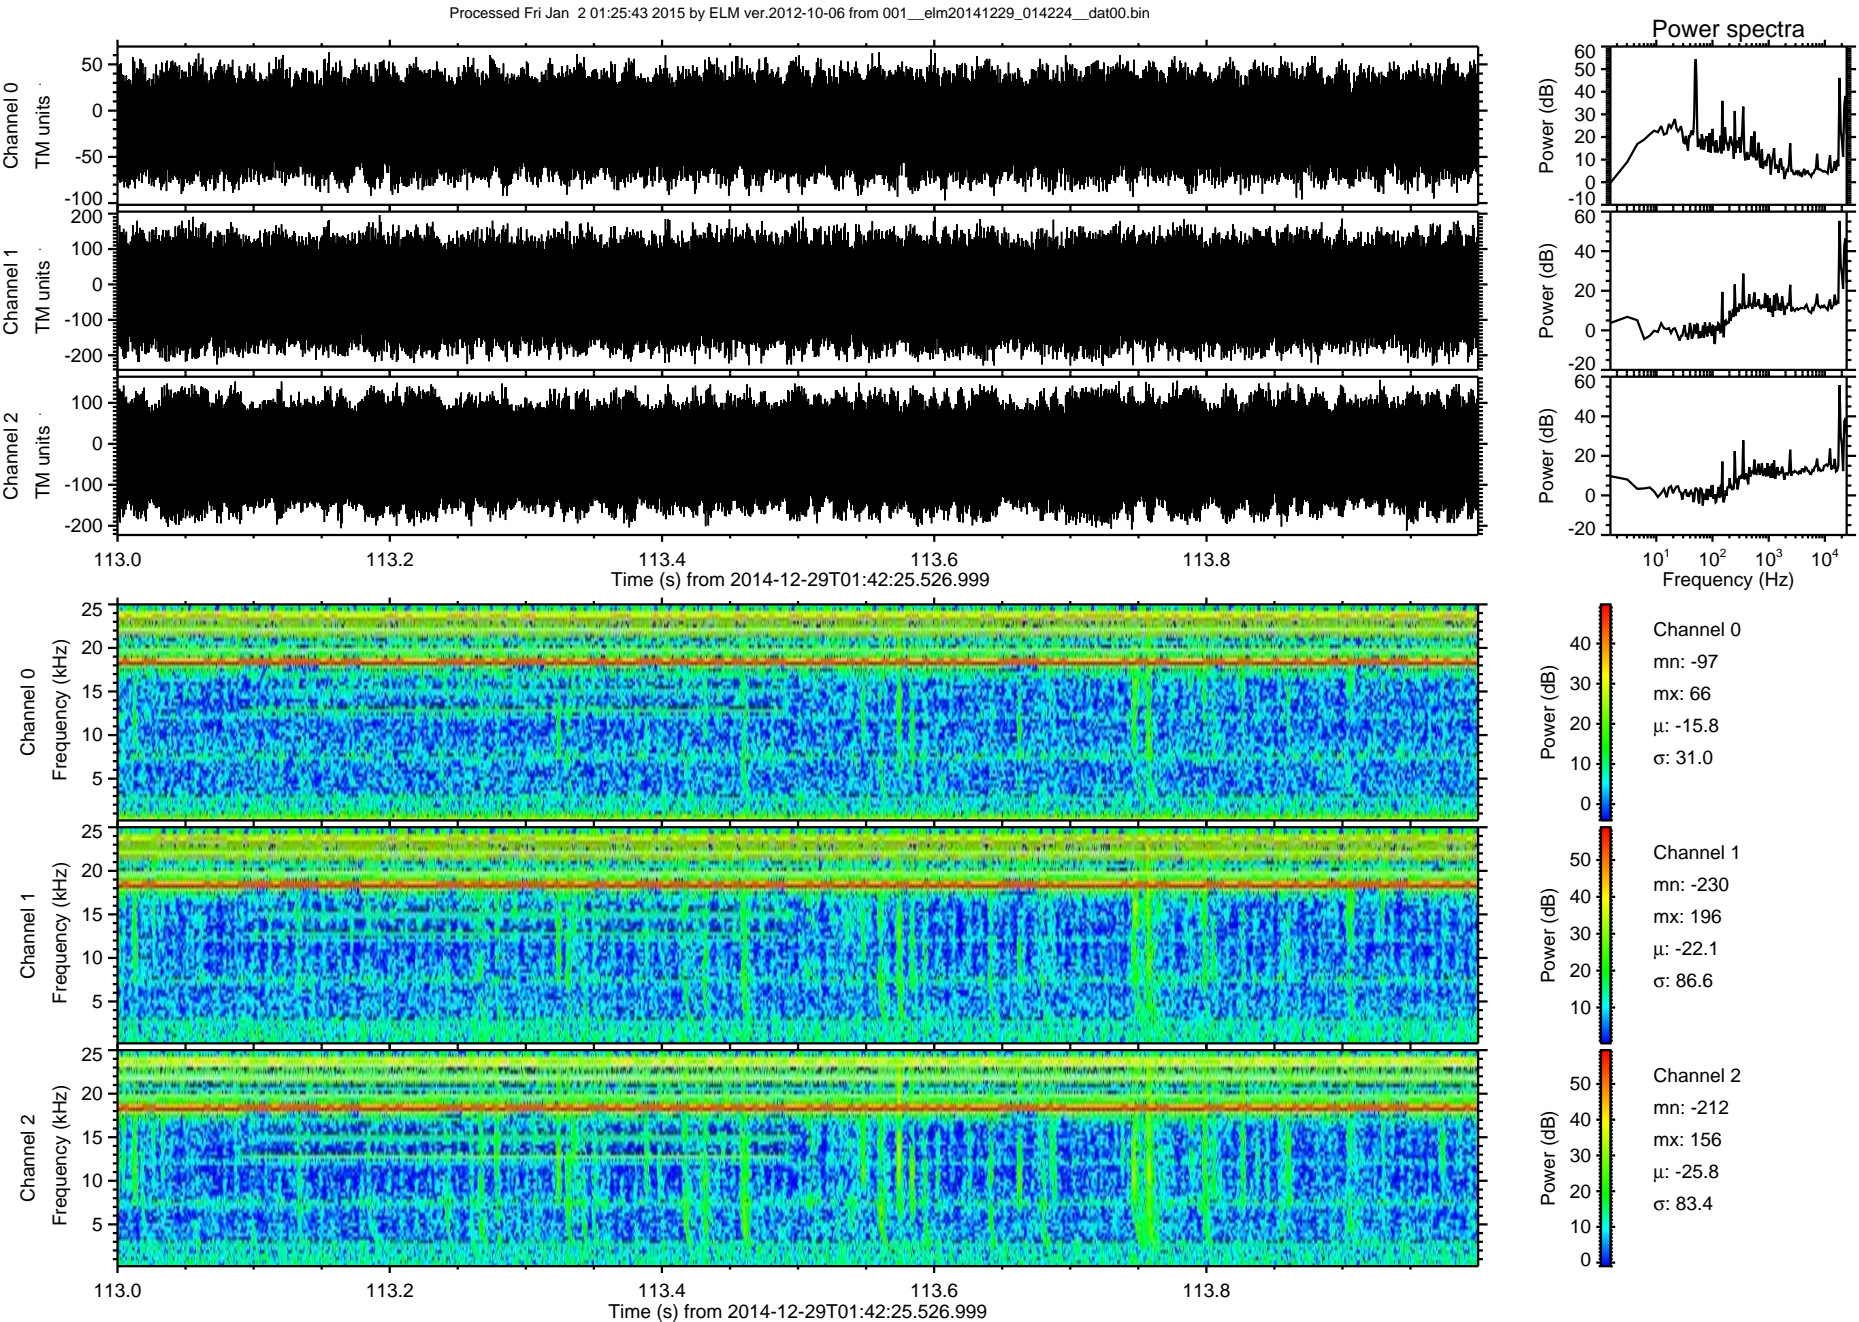 Processed Fri Jan  2 01:25:43 2015 by ELM ver.2012-10-06 from 001__elm20141229_014224__dat00.bin
Power spectra
Channel 0
TM units
50
0
-50
-100
Power (dB)
60
50
40
30
20
10
0
-10
Channel 1
TM units
200
100
0
-100
-200
Power (dB)
60
40
20
0
-20
Channel 2
TM units
100
0
-100
-200
Power (dB)
60
40
20
0
-20
113.0 113.2 113.4 113.6 113.8
Time (s) from 2014-12-29T01:42:25.526.999
10¹ 10² 10³ 10⁴
Frequency (Hz)
Channel 0
Frequency (kHz)
25
20
15
10
5
Power (dB)
40
30
20
10
0
Channel 0
mn: -97
mx: 66
μ: -15.8
σ: 31.0
Channel 1
Frequency (kHz)
25
20
15
10
5
Power (dB)
50
40
30
20
10
Channel 1
mn: -230
mx: 196
μ: -22.1
σ: 86.6
Channel 2
Frequency (kHz)
25
20
15
10
5
Power (dB)
50
40
30
20
10
0
Channel 2
mn: -212
mx: 156
μ: -25.8
σ: 83.4
113.0 113.2 113.4 113.6 113.8
Time (s) from 2014-12-29T01:42:25.526.999